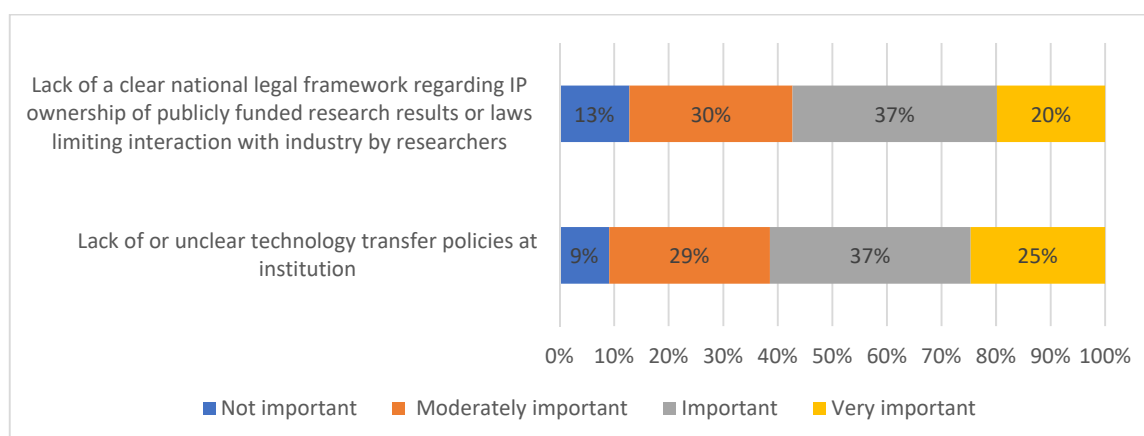 Lack of a clear national legal framework regarding IP
ownership of publicly funded research results or laws
limiting interaction with industry by researchers
13% 30% 37% 20%
Lack of or unclear technology transfer policies at
institution
9% 29% 37% 25%
0% 10% 20% 30% 40% 50% 60% 70% 80% 90% 100%
Not important Moderately important Important Very important